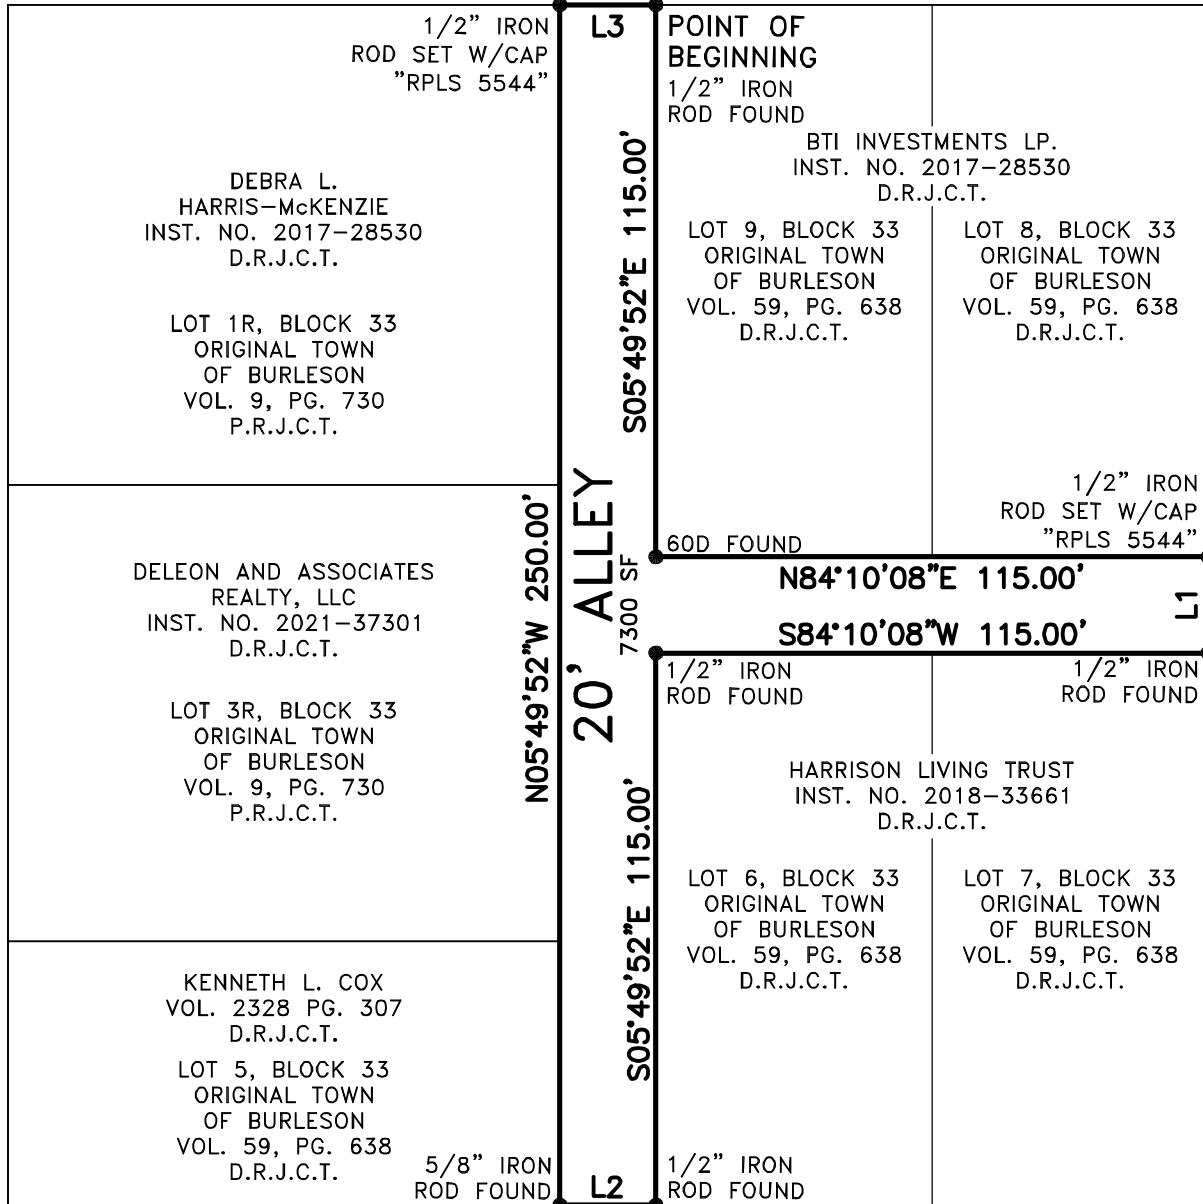 1/2" IRON
ROD SET W/CAP
"RPLS 5544"
L3
POINT OF
BEGINNING
1/2" IRON
ROD FOUND
BTI INVESTMENTS LP.
INST. NO. 2017-28530
D.R.J.C.T.
DEBRA L.
HARRIS-McKENZIE
INST. NO. 2017-28530
D.R.J.C.T.
LOT 1R, BLOCK 33
ORIGINAL TOWN
OF BURLESON
VOL. 9, PG. 730
P.R.J.C.T.
S05°49'52"E 115.00'
LOT 9, BLOCK 33
ORIGINAL TOWN
OF BURLESON
VOL. 59, PG. 638
D.R.J.C.T.
LOT 8, BLOCK 33
ORIGINAL TOWN
OF BURLESON
VOL. 59, PG. 638
D.R.J.C.T.
1/2" IRON
ROD SET W/CAP
"RPLS 5544"
60D FOUND
N84°10'08"E 115.00'
L1
S84°10'08"W 115.00'
1/2" IRON
ROD FOUND
1/2" IRON
ROD FOUND
N05°49'52"W 250.00'
20' ALLEY
7300 SF
DELEON AND ASSOCIATES
REALTY, LLC
INST. NO. 2021-37301
D.R.J.C.T.
LOT 3R, BLOCK 33
ORIGINAL TOWN
OF BURLESON
VOL. 9, PG. 730
P.R.J.C.T.
HARRISON LIVING TRUST
INST. NO. 2018-33661
D.R.J.C.T.
S05°49'52"E 115.00'
LOT 6, BLOCK 33
ORIGINAL TOWN
OF BURLESON
VOL. 59, PG. 638
D.R.J.C.T.
LOT 7, BLOCK 33
ORIGINAL TOWN
OF BURLESON
VOL. 59, PG. 638
D.R.J.C.T.
KENNETH L. COX
VOL. 2328 PG. 307
D.R.J.C.T.
LOT 5, BLOCK 33
ORIGINAL TOWN
OF BURLESON
VOL. 59, PG. 638
D.R.J.C.T.
5/8" IRON
ROD FOUND
L2
1/2" IRON
ROD FOUND